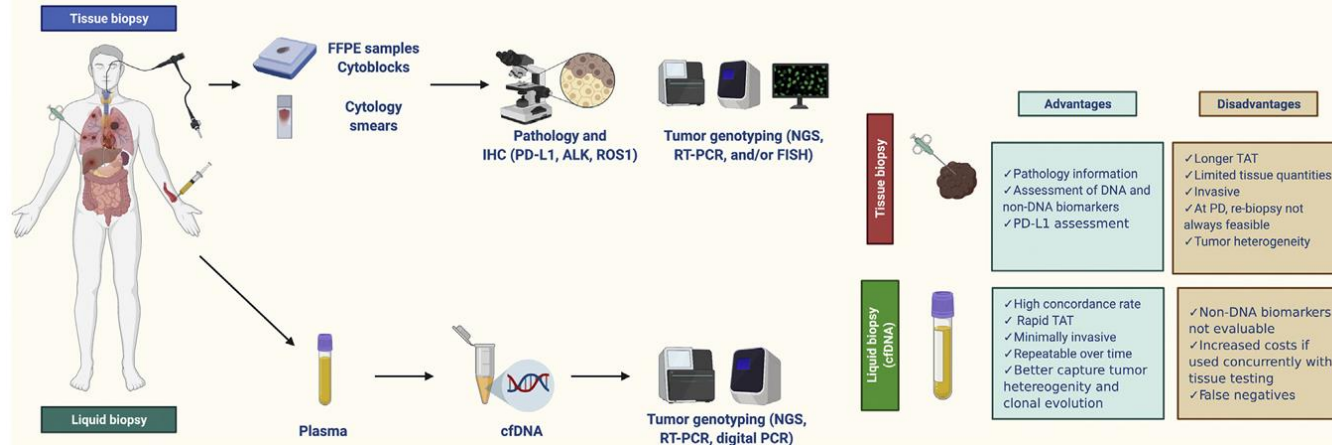 Tissue biopsy
FFPE samples
Cytoblocks
Cytology
smears
Pathology and
IHC (PD-L1, ALK, ROS1)
Tumor genotyping (NGS,
RT-PCR, and/or FISH)
Liquid biopsy
Plasma
cfDNA
Tumor genotyping (NGS,
RT-PCR, digital PCR)
Advantages
Disadvantages
Tissue biopsy
✓Pathology information
✓Assessment of DNA and
non-DNA biomarkers
✓PD-L1 assessment
✓Longer TAT
✓Limited tissue quantities
✓Invasive
✓At PD, re-biopsy not
always feasible
✓Tumor heterogeneity
Liquid biopsy
(cfDNA)
✓High concordance rate
✓ Rapid TAT
✓Minimally invasive
✓Repeatable over time
✓Better capture tumor
hetereogenity and
clonal evolution
✓Non-DNA biomarkers
not evaluable
✓Increased costs if
used concurrently with
tissue testing
✓False negatives